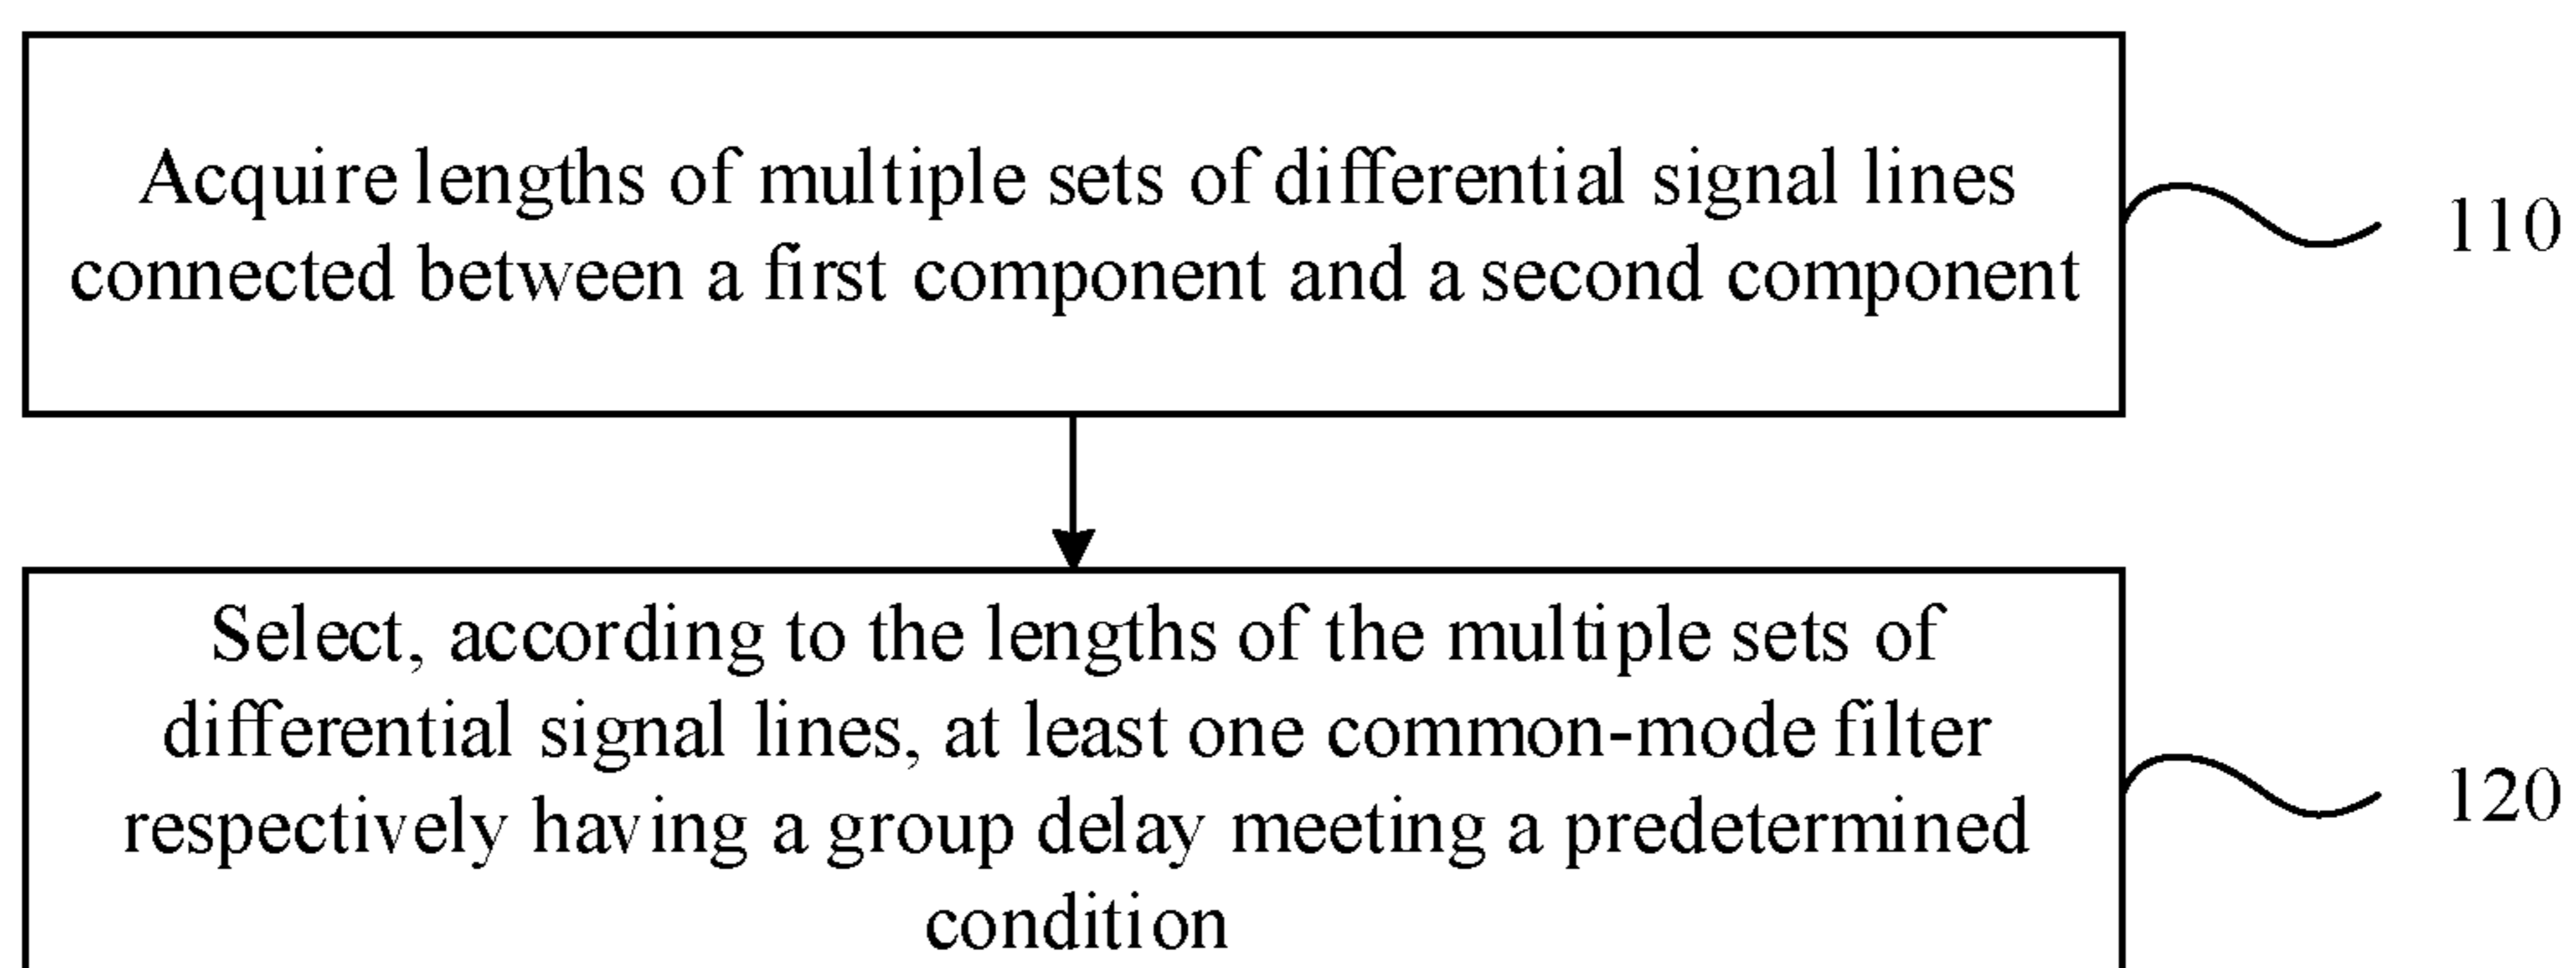 Acquire lengths of multiple sets of differential signal lines
connected between a first component and a second component
110
Select, according to the lengths of the multiple sets of
differential signal lines, at least one common-mode filter
respectively having a group delay meeting a predetermined
condition
120